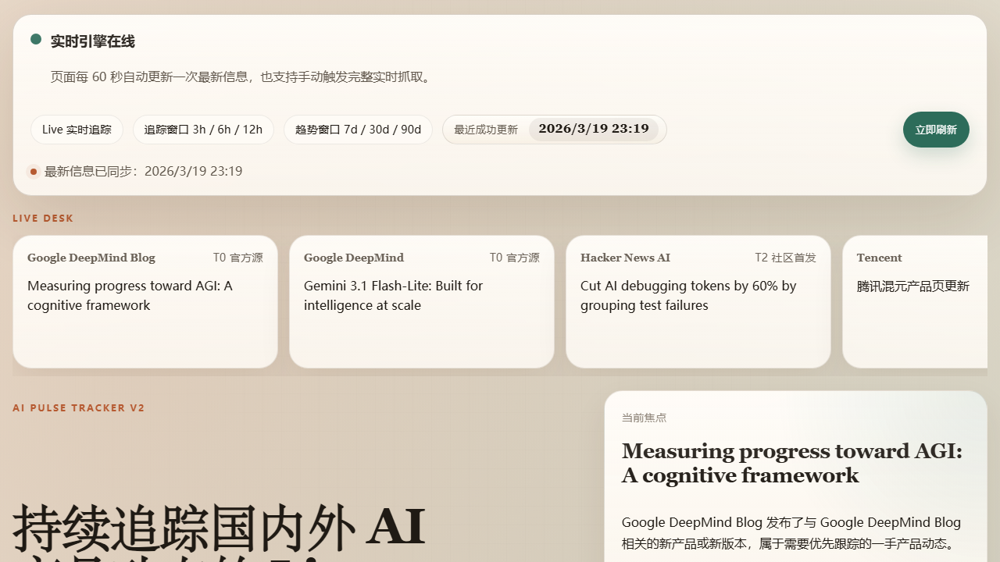 实时引擎在线
页面每 60 秒自动更新一次最新信息，也支持手动触发完整实时抓取。
Live 实时追踪
追踪窗口 3h / 6h / 12h
趋势窗口 7d / 30d / 90d
最近成功更新 2026/3/19 23:19
立即刷新
最新信息已同步：2026/3/19 23:19
LIVE DESK
Google DeepMind Blog
T0 官方源
Measuring progress toward AGI: A
cognitive framework
Google DeepMind
T0 官方源
Gemini 3.1 Flash-Lite: Built for
intelligence at scale
Hacker News AI
T2 社区首发
Cut AI debugging tokens by 60% by
grouping test failures
Tencent
腾讯混元产品页更新
AI PULSE TRACKER V2
持续追踪国内外 AI
当前焦点
Measuring progress toward AGI:
A cognitive framework
Google DeepMind Blog 发布了与 Google DeepMind Blog
相关的新产品或新版本，属于需要优先跟踪的一手产品动态。